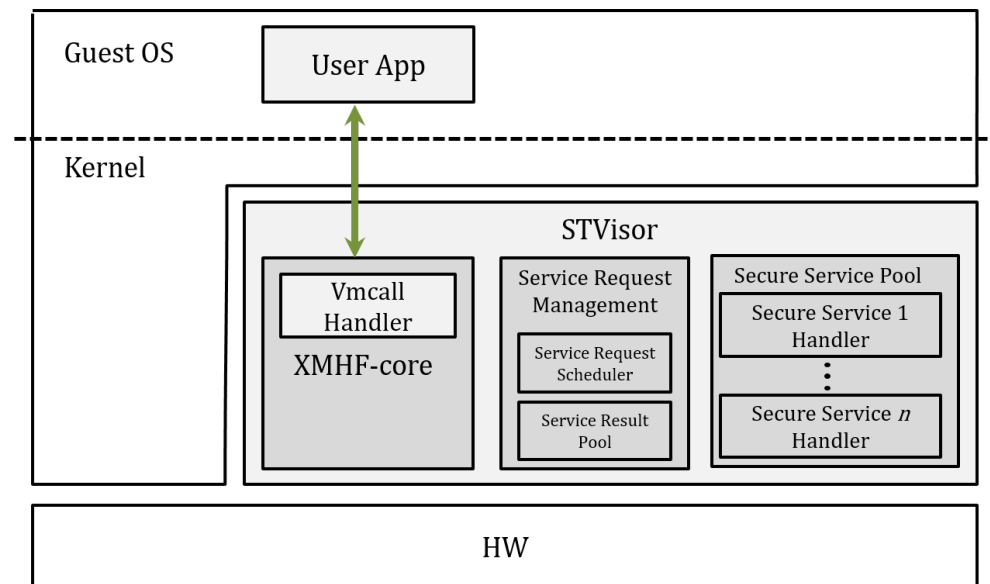 Guest OS
User App
Kernel
STVisor
Vmcall
Handler
XMHF-core
Service Request
Management
Service Request
Scheduler
Service Result
Pool
Secure Service Pool
Secure Service 1
Handler
Secure Service n
Handler
HW